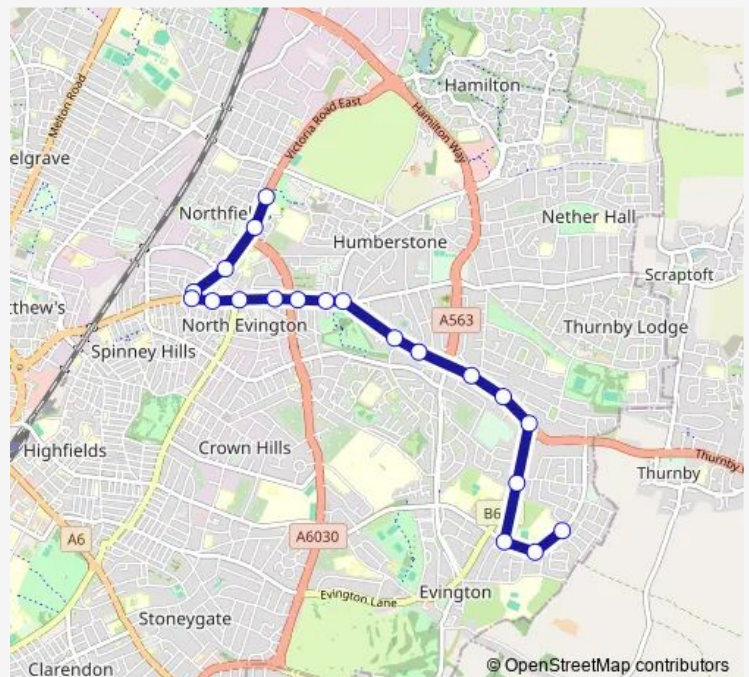 Melton Road
Hamilton
Victoria Road East
Hamilton Way
elgrave
Northfiel
Nether Hall
Humberstone
Scraptoft
tthew's
A563
North Evington
Thurnby Lodge
Spinney Hills
Highfields
Crown Hills
Thurnby
Thurnby
B6
A6
A6030
Evington Lane
Evington
Stoneygate
Clarendon
© OpenStreetMap contributors